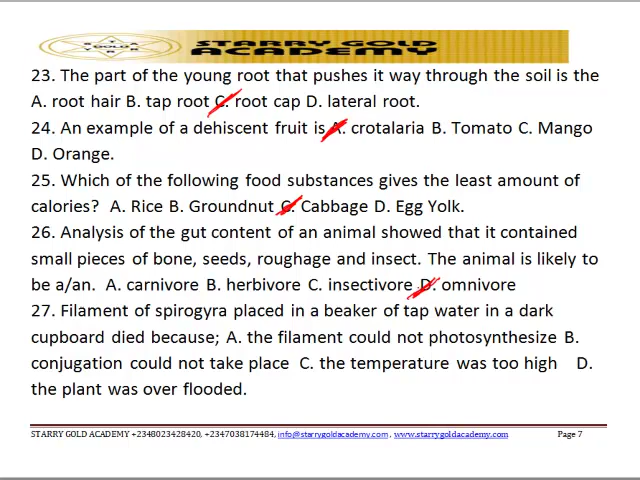 STARRY GOLD
ACADEMY
23. The part of the young root that pushes it way through the soil is the
A. root hair B. tap root C. root cap D. lateral root.
24. An example of a dehiscent fruit is A. crotalaria B. Tomato C. Mango
D. Orange.
25. Which of the following food substances gives the least amount of
calories? A. Rice B. Groundnut C. Cabbage D. Egg Yolk.
26. Analysis of the gut content of an animal showed that it contained
small pieces of bone, seeds, roughage and insect. The animal is likely to
be a/an. A. carnivore B. herbivore C. insectivore D. omnivore
27. Filament of spirogyra placed in a beaker of tap water in a dark
cupboard died because; A. the filament could not photosynthesize B.
conjugation could not take place C. the temperature was too high D.
the plant was over flooded.
STARRY GOLD ACADEMY +2348023428420, +2347038174484, info@starrygoldacademy.com, www.starrygoldacademy.com Page 7